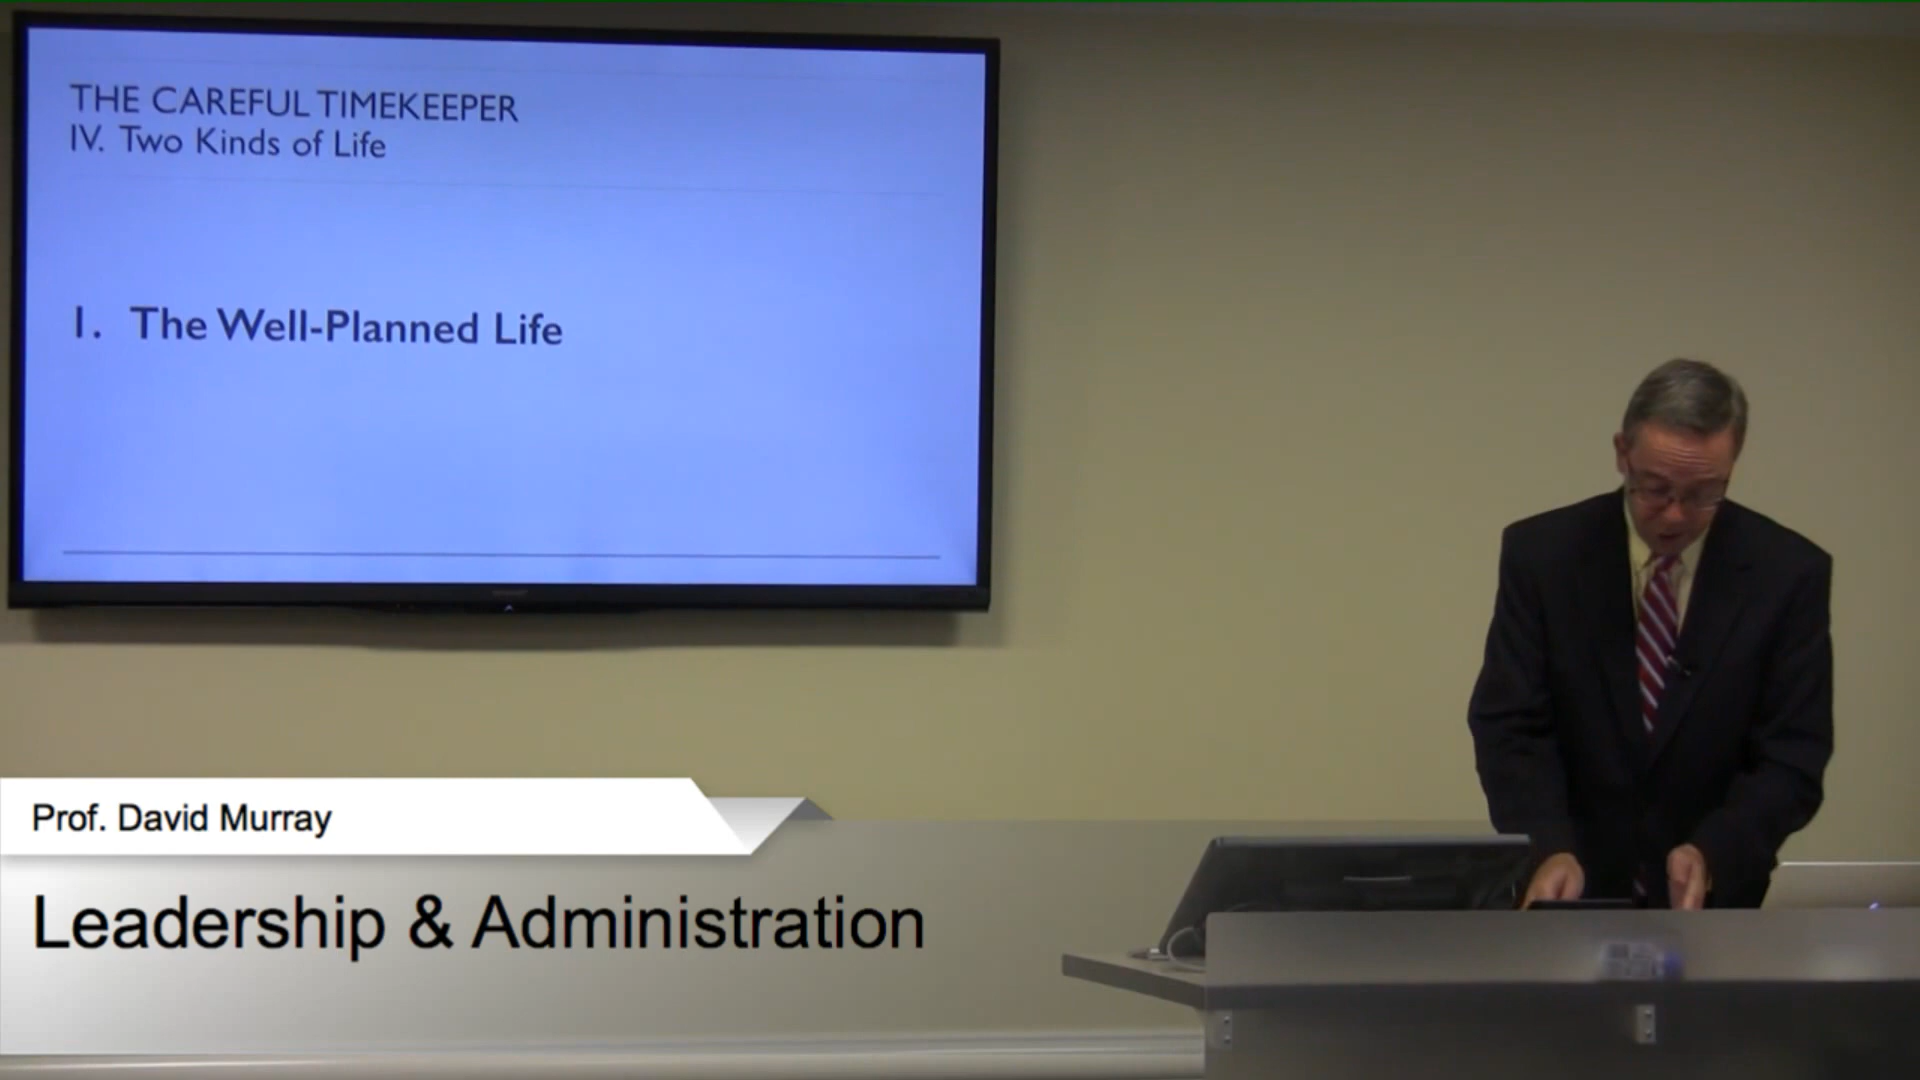 THE CAREFUL TIMEKEEPER
IV. Two Kinds of Life
1. The Well-Planned Life
Prof. David Murray
Leadership & Administration